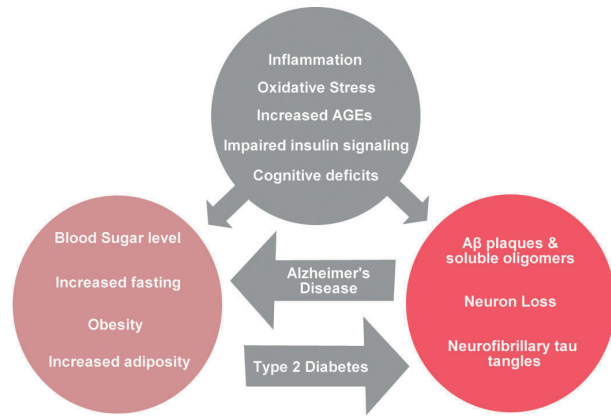 Inflammation
Oxidative Stress
Increased AGEs
Impaired insulin signaling
Cognitive deficits
Blood Sugar level
Increased fasting
Obesity
Increased adiposity
Alzheimer's
Disease
Type 2 Diabetes
Aβ plaques &
soluble oligomers
Neuron Loss
Neurofibrillary tau
tangles